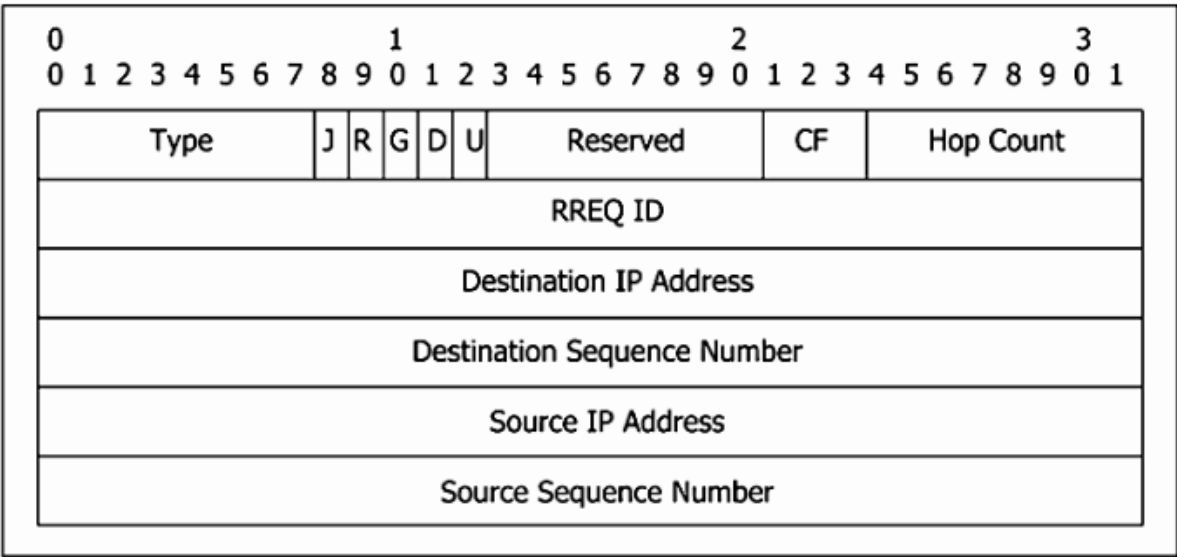 0 1 2 3
0 1 2 3 4 5 6 7 8 9 0 1 2 3 4 5 6 7 8 9 0 1 2 3 4 5 6 7 8 9 0 1
Type J R G D U Reserved CF Hop Count
RREQ ID
Destination IP Address
Destination Sequence Number
Source IP Address
Source Sequence Number